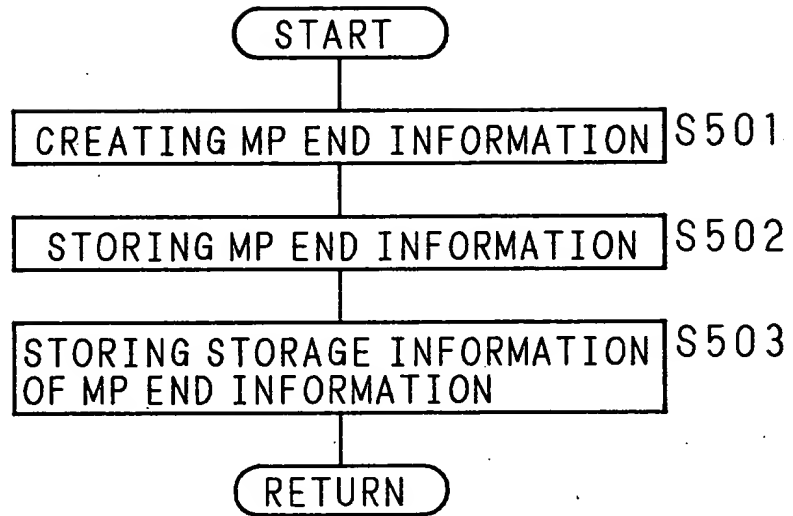 START
CREATING MP END INFORMATION S501
STORING MP END INFORMATION S502
STORING STORAGE INFORMATION S503
OF MP END INFORMATION
RETURN